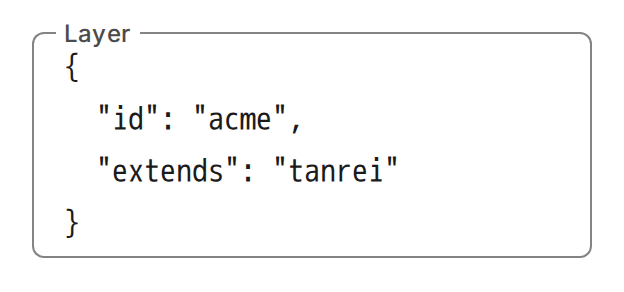 Layer
{
  "id": "acme",
  "extends": "tanrei"
}